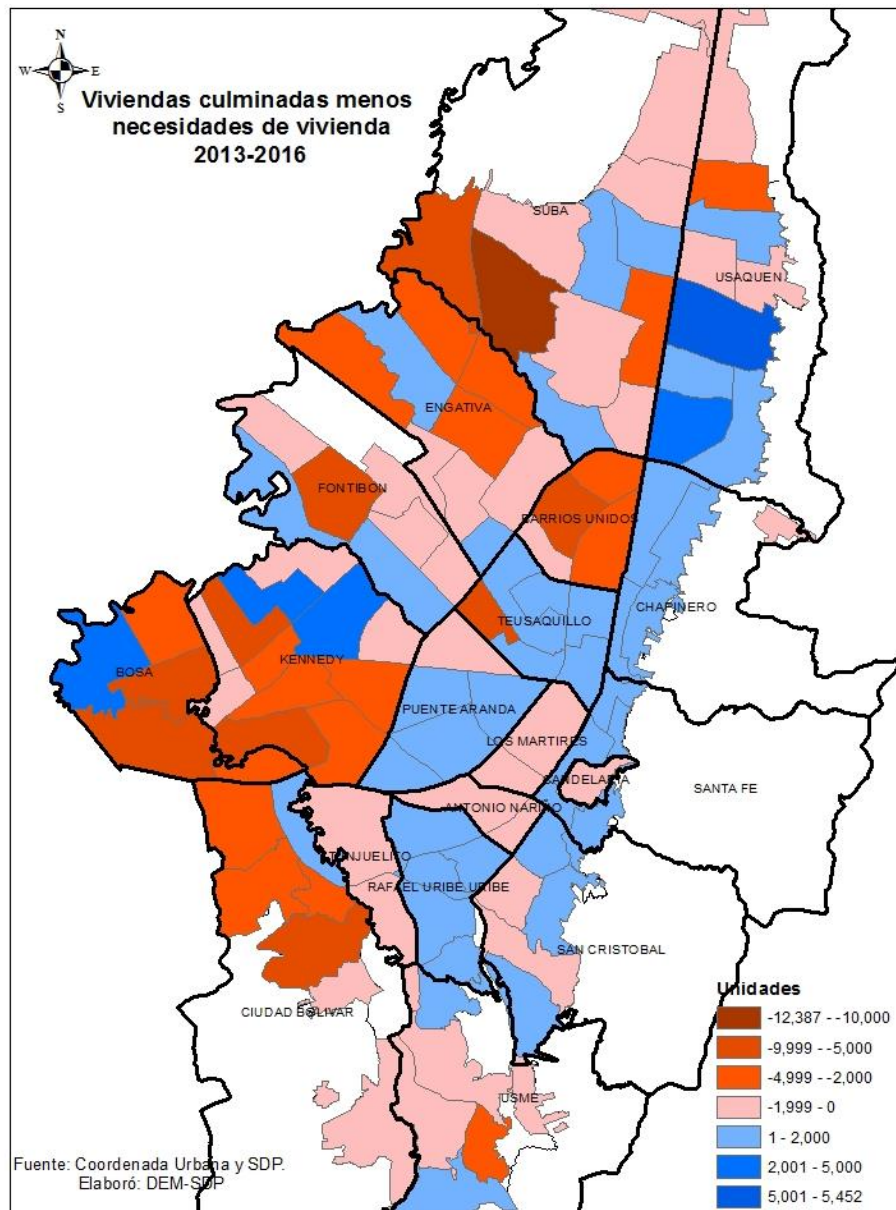 N
W E
S
Viviendas culminadas menos
necesidades de vivienda
2013-2016
SUBA
USAQUEN
ENGATIVA
FONTIBON
BARRIOS UNIDOS
CHAPINERO
TEUSAQUILLO
KENNEDY
BOSA
PUENTE ARANDA
LOS MARTIRES
CANDELARIA
SANTA FE
ANTONIO NARIÑO
TUNJUELITO
RAFAEL URIBE URIBE
SAN CRISTOBAL
CIUDAD BOLIVAR
USME
Unidades
-12,387 - -10,000
-9,999 - -5,000
-4,999 - -2,000
-1,999 - 0
1 - 2,000
2,001 - 5,000
5,001 - 5,452
Fuente: Coordenada Urbana y SDP.
Elaboró: DEM-SDP